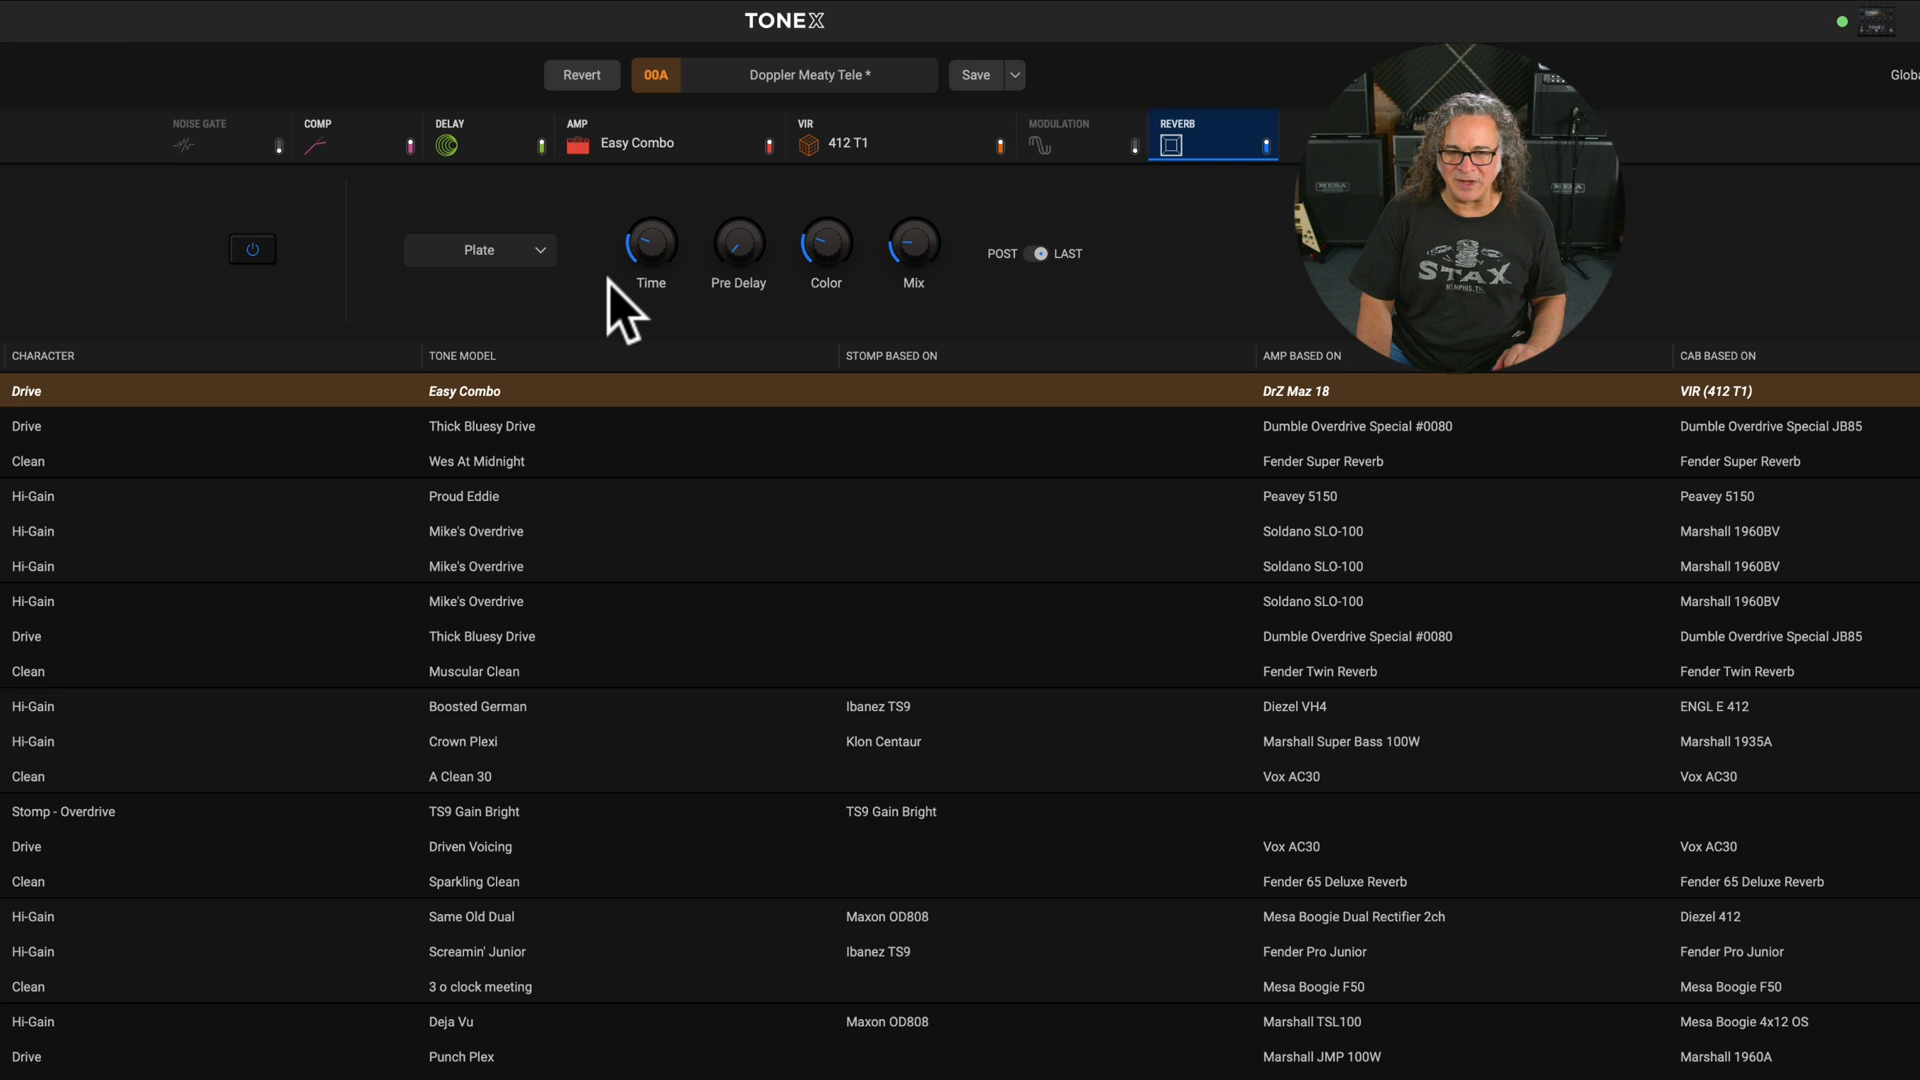 TONEX
Revert 00A Doppler Meaty Tele * Save
Globa
NOISE GATE COMP DELAY AMP VIR MODULATION REVERB
Easy Combo 412 T1
Plate
Time Pre Delay Color Mix
POST LAST
MESA MESA
STAX
MEMPHIS, TN.
CHARACTER TONE MODEL STOMP BASED ON AMP BASED ON CAB BASED ON
Drive Easy Combo DrZ Maz 18 VIR (412 T1)
Drive Thick Bluesy Drive Dumble Overdrive Special #0080 Dumble Overdrive Special JB85
Clean Wes At Midnight Fender Super Reverb Fender Super Reverb
Hi-Gain Proud Eddie Peavey 5150 Peavey 5150
Hi-Gain Mike's Overdrive Soldano SLO-100 Marshall 1960BV
Hi-Gain Mike's Overdrive Soldano SLO-100 Marshall 1960BV
Hi-Gain Mike's Overdrive Soldano SLO-100 Marshall 1960BV
Drive Thick Bluesy Drive Dumble Overdrive Special #0080 Dumble Overdrive Special JB85
Clean Muscular Clean Fender Twin Reverb Fender Twin Reverb
Hi-Gain Boosted German Ibanez TS9 Diezel VH4 ENGL E 412
Hi-Gain Crown Plexi Klon Centaur Marshall Super Bass 100W Marshall 1935A
Clean A Clean 30 Vox AC30 Vox AC30
Stomp - Overdrive TS9 Gain Bright TS9 Gain Bright
Drive Driven Voicing Vox AC30 Vox AC30
Clean Sparkling Clean Fender 65 Deluxe Reverb Fender 65 Deluxe Reverb
Hi-Gain Same Old Dual Maxon OD808 Mesa Boogie Dual Rectifier 2ch Diezel 412
Hi-Gain Screamin' Junior Ibanez TS9 Fender Pro Junior Fender Pro Junior
Clean 3 o clock meeting Mesa Boogie F50 Mesa Boogie F50
Hi-Gain Deja Vu Maxon OD808 Marshall TSL100 Mesa Boogie 4x12 OS
Drive Punch Plex Marshall JMP 100W Marshall 1960A